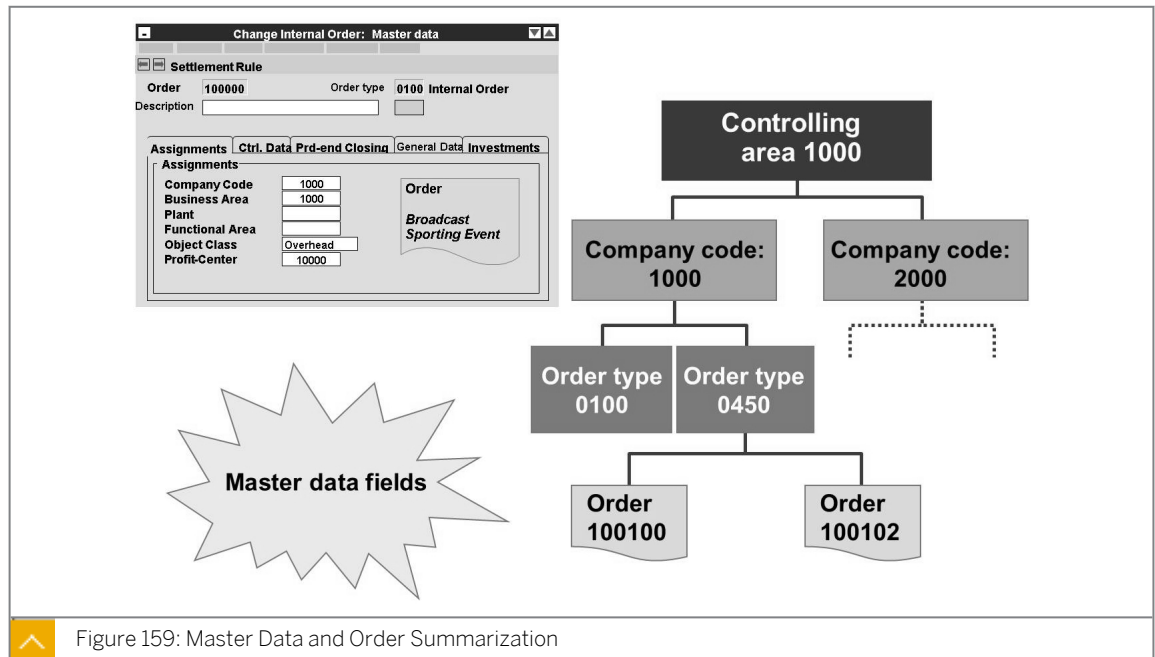 Change Internal Order: Master data
Settlement Rule
Order 100000 Order type 0100 Internal Order
Description
Assignments Ctrl. Data Prd-end Closing General Data Investments
Assignments
Company Code 1000
Business Area 1000
Plant
Functional Area
Object Class Overhead
Profit-Center 10000
Order
Broadcast
Sporting Event
Controlling
area 1000
Company code:
1000
Company code:
2000
Order type
0100
Order type
0450
Order
100100
Order
100102
Master data fields
Figure 159: Master Data and Order Summarization